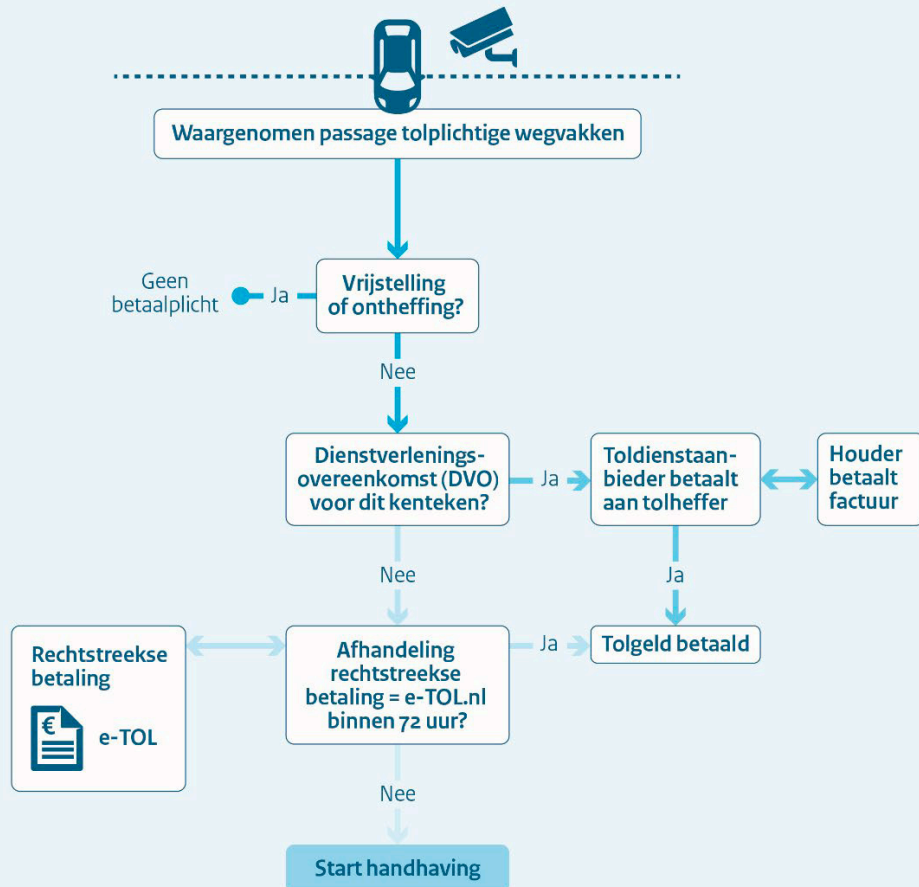 Waargenomen passage tolplichtige wegvakken
Geen
betaalplicht
Ja
Vrijstelling
of ontheffing?
Nee
Dienstverlenings-
overeenkomst (DVO)
voor dit kenteken?
Ja
Toldienstaan-
bieder betaalt
aan tolheffer
Houder
betaalt
factuur
Nee
Ja
Rechtstreekse
betaling
€
e-TOL
Afhandeling
rechtstreekse
betaling = e-TOL.nl
binnen 72 uur?
Ja
Tolgeld betaald
Nee
Start handhaving